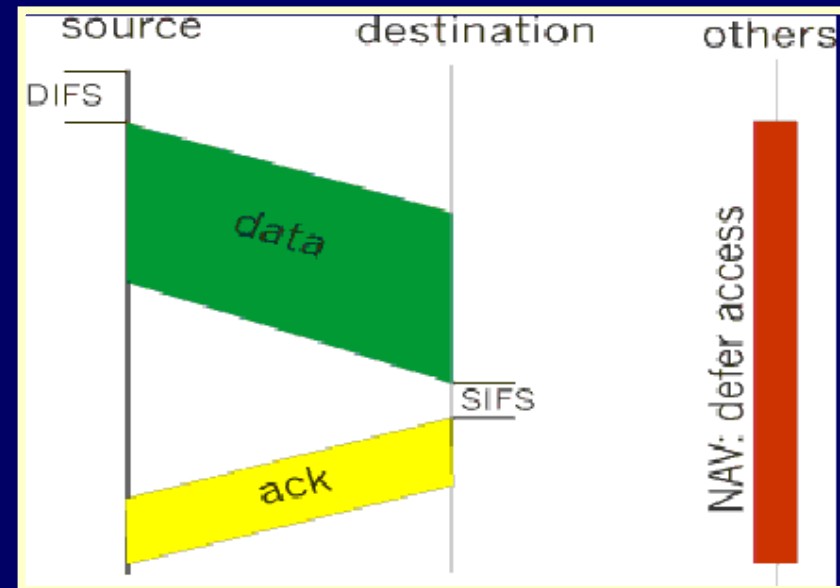 source
destination
others
DIFS
data
SIFS
ack
NAV: defer access